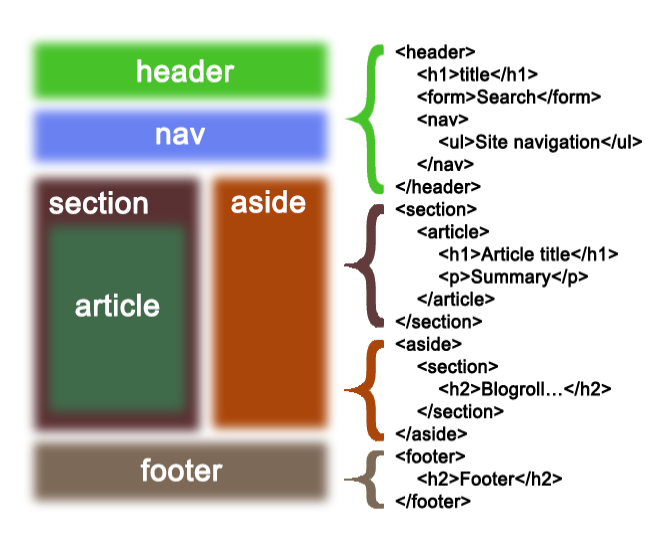 header
nav
section
aside
article
footer
<header>
<h1>title</h1>
<form>Search</form>
<nav>
<ul>Site navigation</ul>
</nav>
</header>
<section>
<article>
<h1>Article title</h1>
<p>Summary</p>
</article>
</section>
<aside>
<section>
<h2>Blogroll…</h2>
</section>
</aside>
<footer>
<h2>Footer</h2>
</footer>